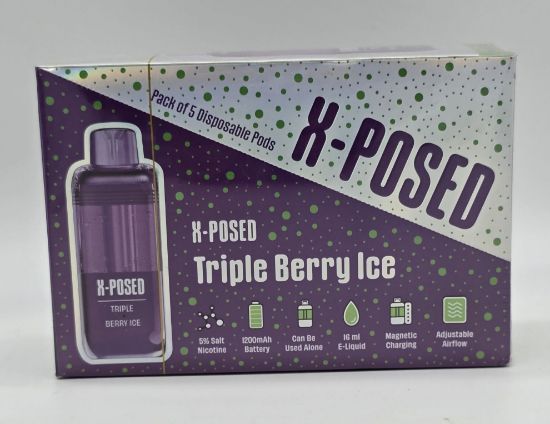 Pack of 5 Disposable Pods
X-POSED
X-POSED
Triple Berry Ice
X-POSED
TRIPLE
BERRY ICE
5% Salt
Nicotine
1200mAh
Battery
Can Be
Used Alone
16 ml
E-Liquid
Magnetic
Charging
Adjustable
Airflow